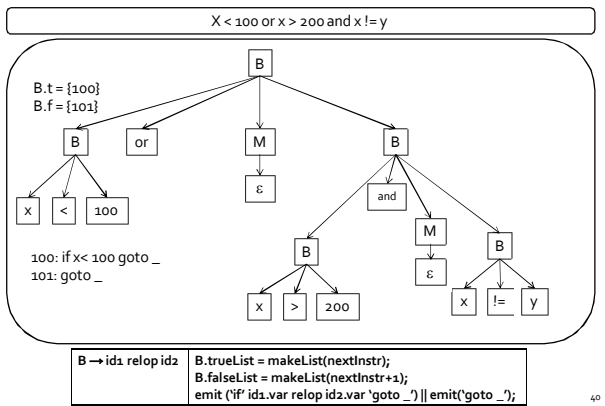 X < 100 or x > 200 and x != y
B
B.t = {100}
B.f = {101}
B or M B
ε and
x < 100
M
B B
100: if x< 100 goto _
101: goto _
ε
x > 200 x != y
B → id1 relop id2 B.trueList = makeList(nextInstr);
B.falseList = makeList(nextInstr+1);
emit ('if' id1.var relop id2.var 'goto _') || emit('goto _');
40